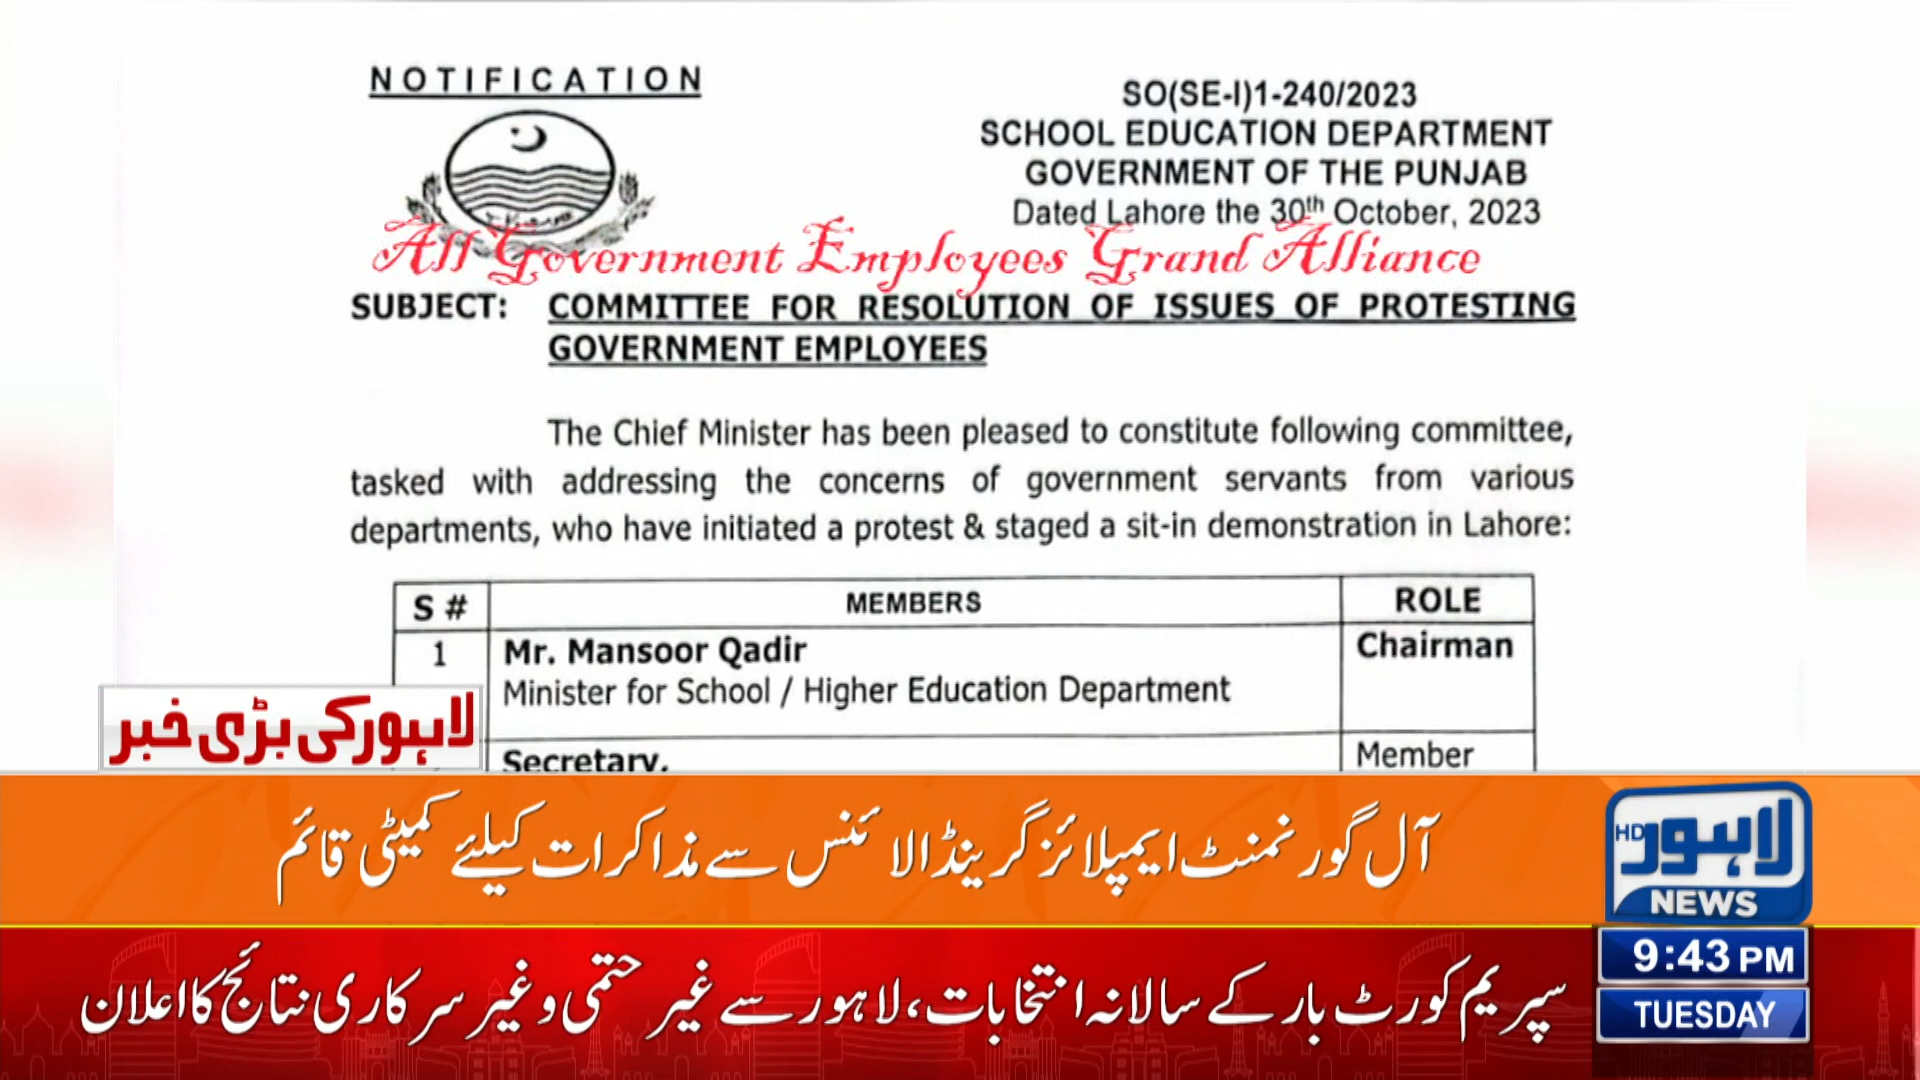 NOTIFICATION
SO(SE-I)1-240/2023
SCHOOL EDUCATION DEPARTMENT
GOVERNMENT OF THE PUNJAB
Dated Lahore the 30th October, 2023
All Government Employees Grand Alliance
SUBJECT: COMMITTEE FOR RESOLUTION OF ISSUES OF PROTESTING
GOVERNMENT EMPLOYEES
The Chief Minister has been pleased to constitute following committee,
tasked with addressing the concerns of government servants from various
departments, who have initiated a protest & staged a sit-in demonstration in Lahore:
S # MEMBERS ROLE
1 Mr. Mansoor Qadir Chairman
Minister for School / Higher Education Department
Secretary, Member
لاہور کی بڑی خبر
آل گورنمنٹ ایمپلائز گرینڈ الائنس سے مذاکرات کیلئے کمیٹی قائم
لاہور HD
NEWS
9:43 PM
TUESDAY
سپریم کورٹ بار کے سالانہ انتخابات، لاہور سے غیر حتمی و غیر سرکاری نتائج کا اعلان